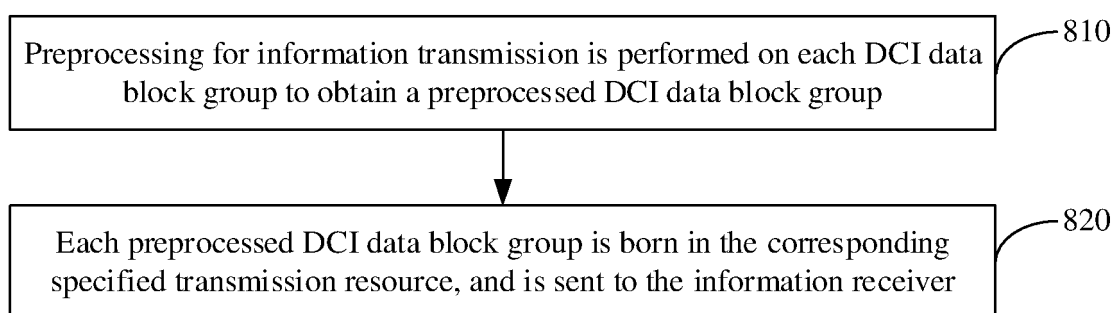 Preprocessing for information transmission is performed on each DCI data
block group to obtain a preprocessed DCI data block group
810
Each preprocessed DCI data block group is born in the corresponding
specified transmission resource, and is sent to the information receiver
820